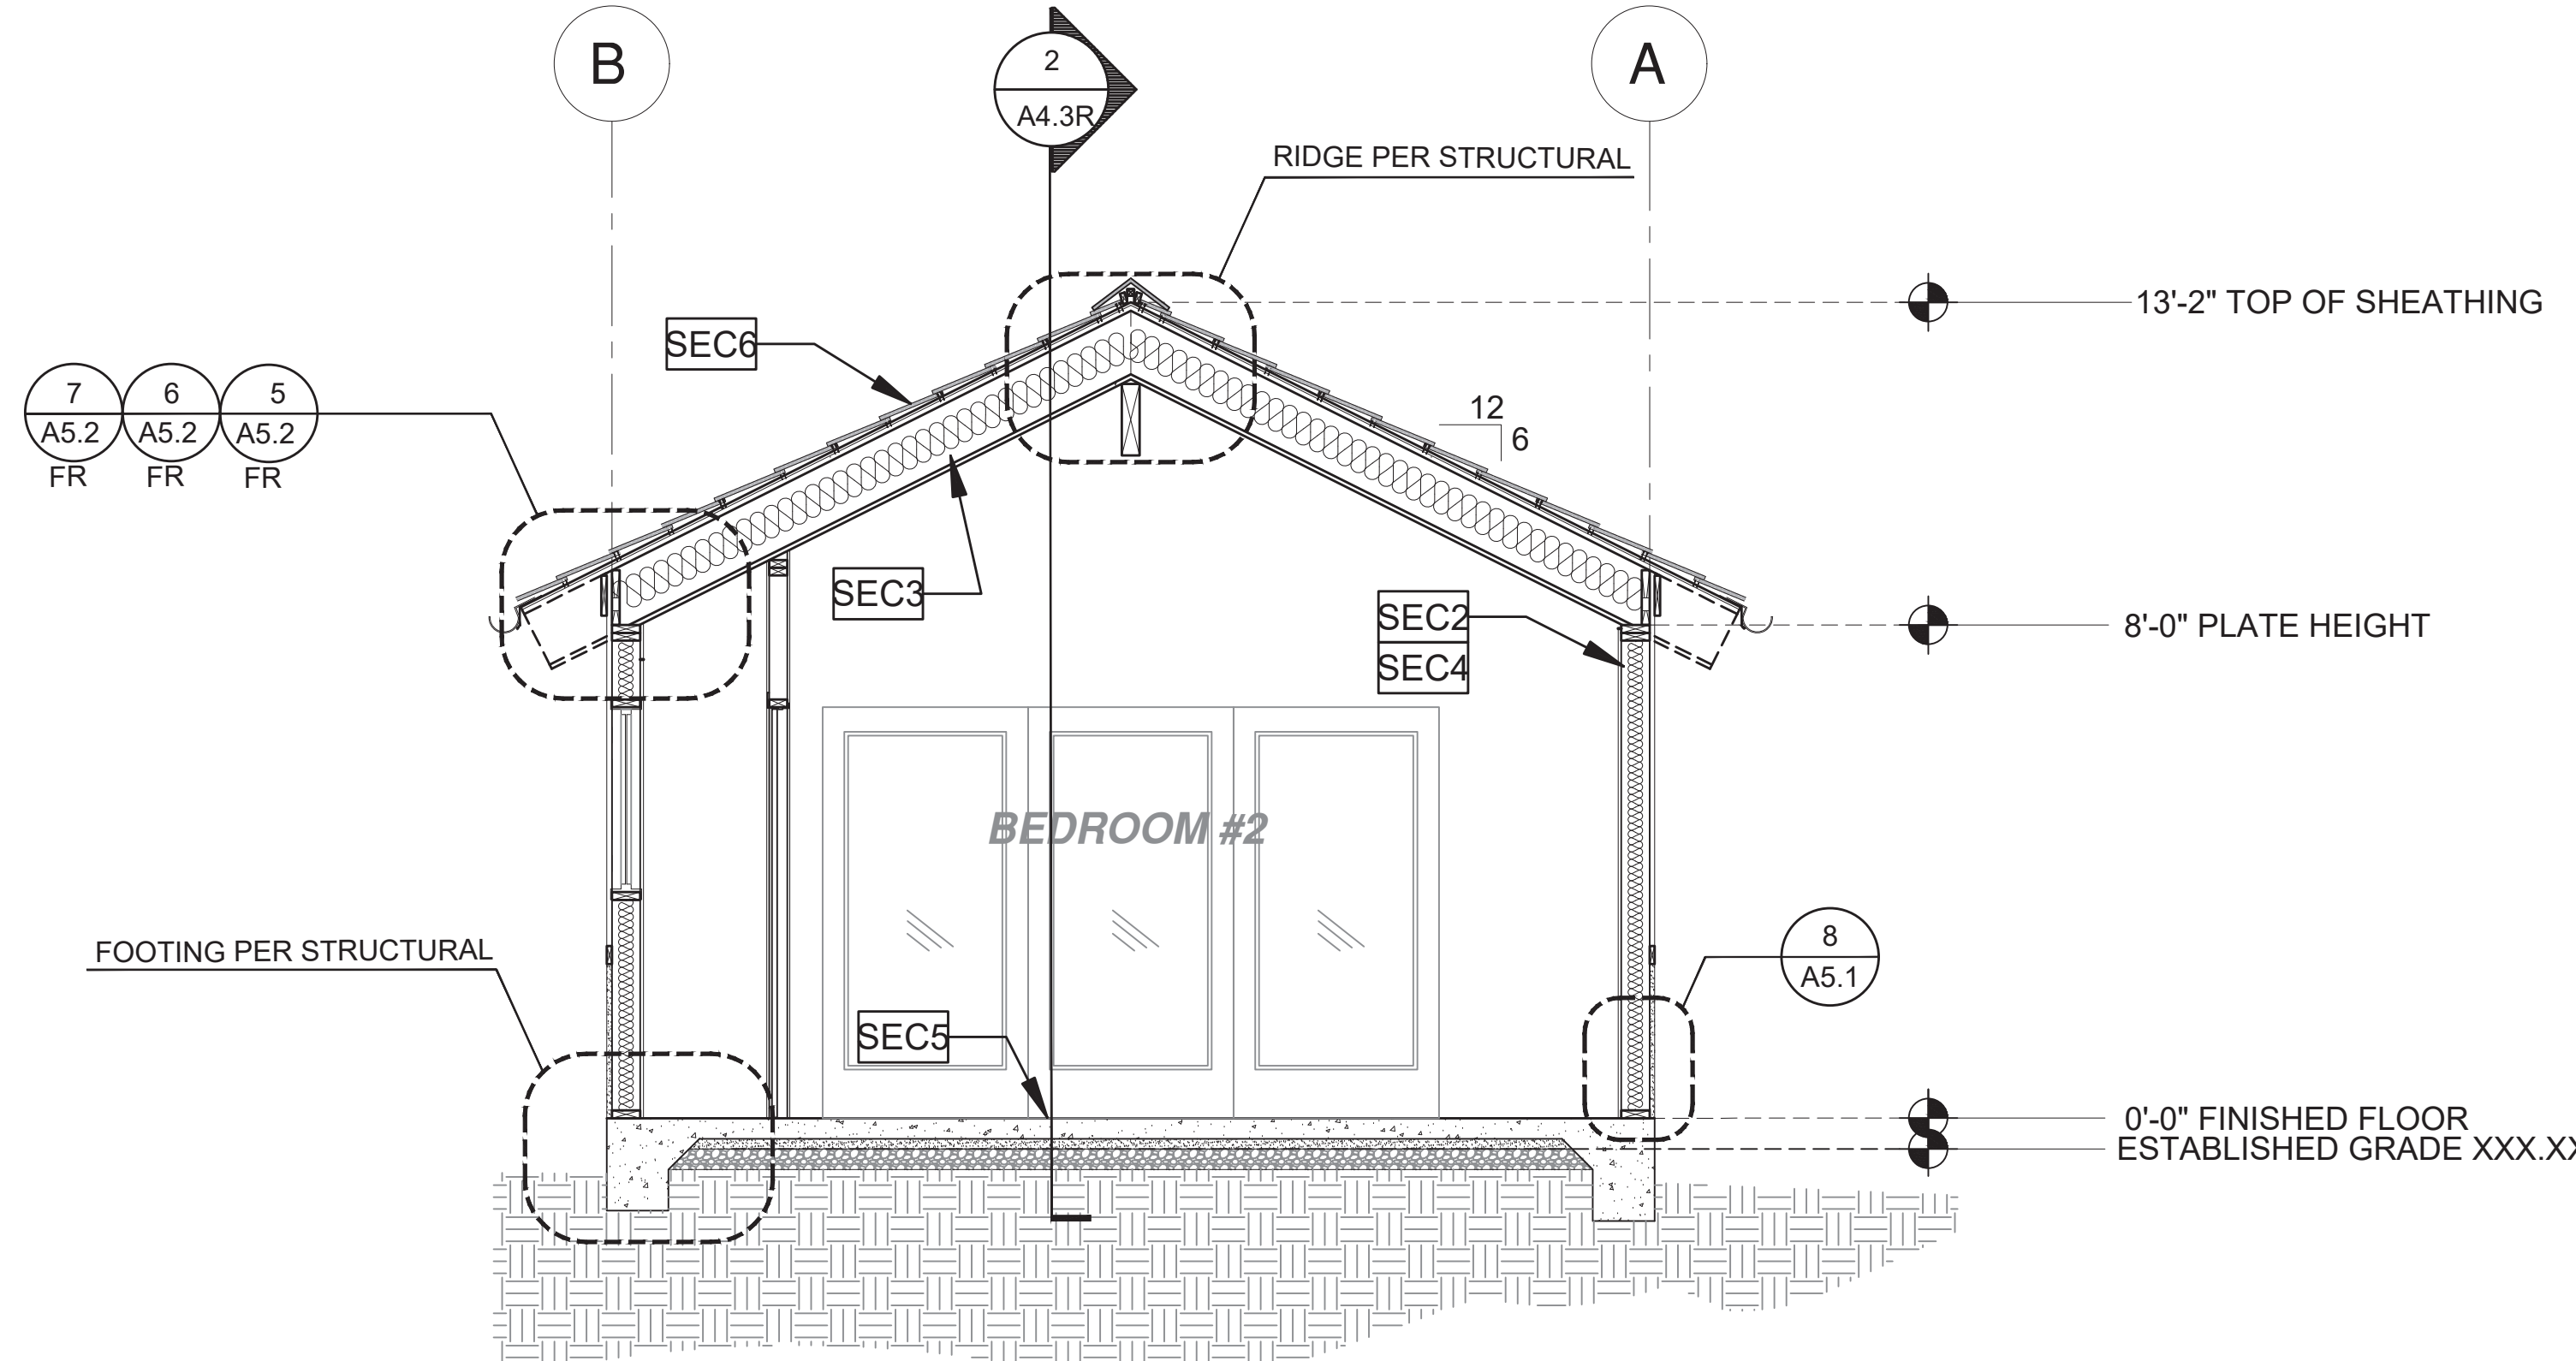 B
2
A4.3R
A
RIDGE PER STRUCTURAL
13'-2" TOP OF SHEATHING
SEC6
7
A5.2
FR
6
A5.2
FR
5
A5.2
FR
12
6
SEC3
SEC2
SEC4
8'-0" PLATE HEIGHT
BEDROOM #2
FOOTING PER STRUCTURAL
8
A5.1
SEC5
0'-0" FINISHED FLOOR
ESTABLISHED GRADE XXX.XX